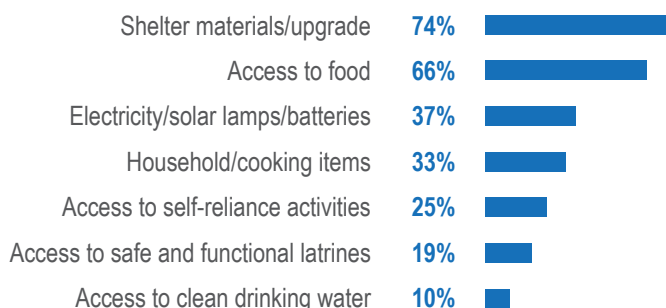 Shelter materials/upgrade 74%
Access to food 66%
Electricity/solar lamps/batteries 37%
Household/cooking items 33%
Access to self-reliance activities 25%
Access to safe and functional latrines 19%
Access to clean drinking water 10%